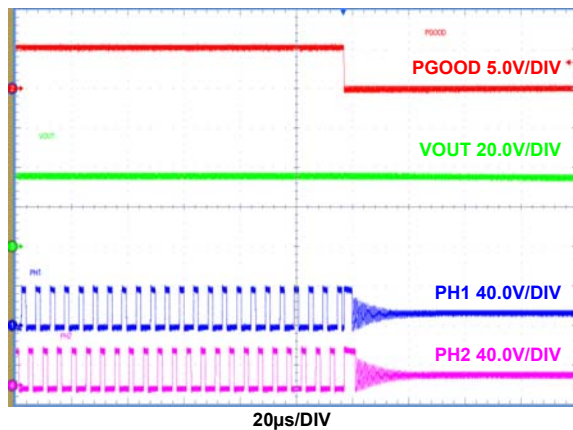 PGOOD
PGOOD 5.0V/DIV
VOUT
VOUT 20.0V/DIV
PH1
PH1 40.0V/DIV
PH2
PH2 40.0V/DIV
20µs/DIV